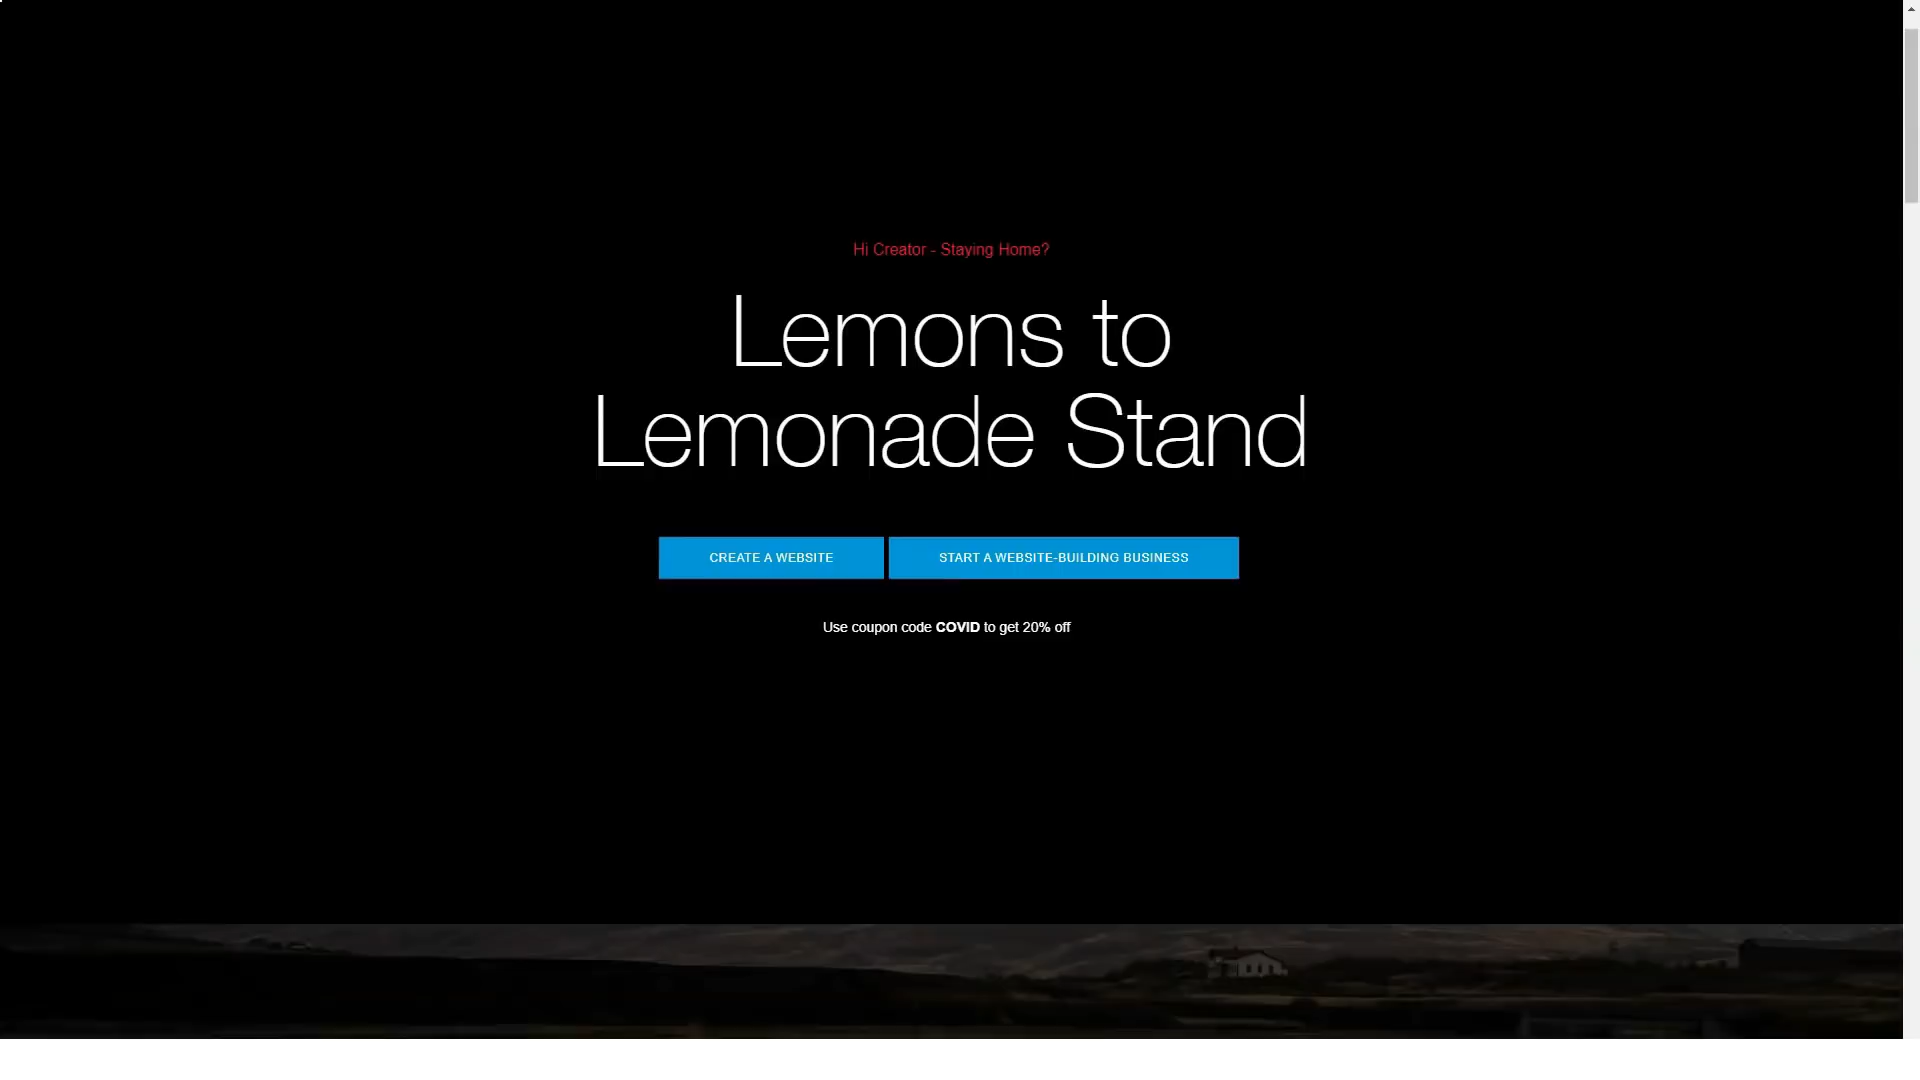 Hi Creator - Staying Home?
Lemons to
Lemonade Stand
CREATE A WEBSITE
START A WEBSITE-BUILDING BUSINESS
Use coupon code COVID to get 20% off